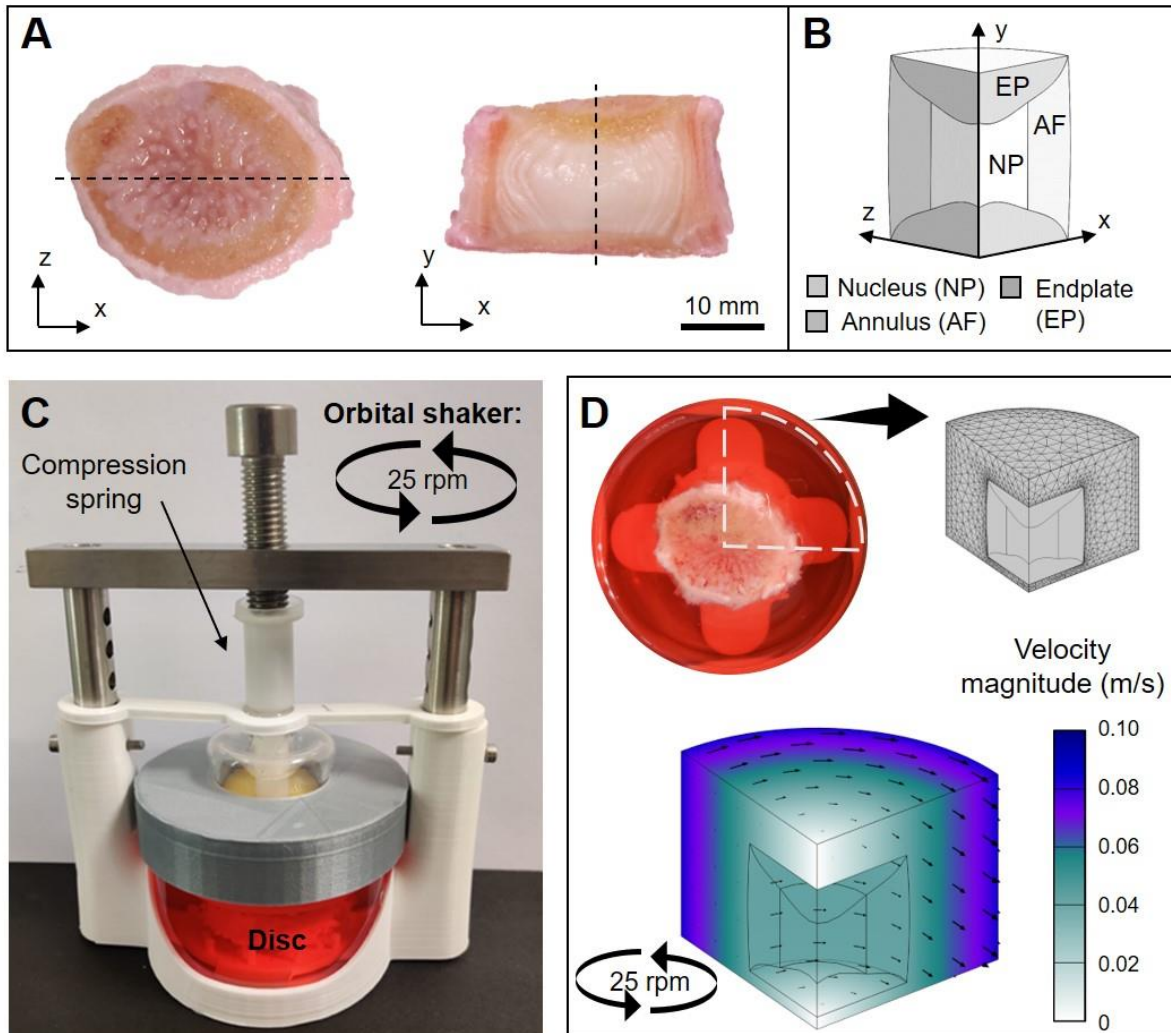 A
z
x
y
x
10 mm
B
y
EP
AF
NP
z
x
Nucleus (NP)
Endplate
(EP)
Annulus (AF)
C
Orbital shaker:
25 rpm
Compression
spring
Disc
D
Velocity
magnitude (m/s)
0.10
0.08
0.06
0.04
0.02
0
25 rpm